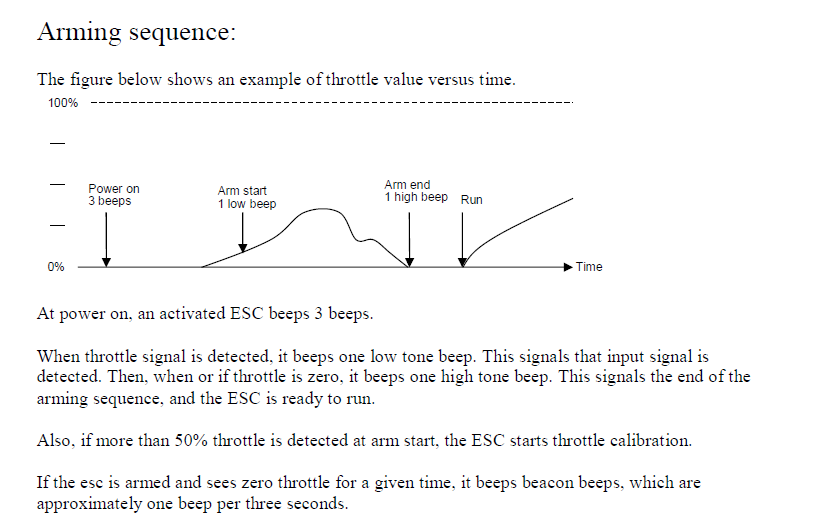 Arming sequence:
The figure below shows an example of throttle value versus time.
100%
Power on
3 beeps
Arm start
1 low beep
Arm end
1 high beep
Run
0%
Time
At power on, an activated ESC beeps 3 beeps.
When throttle signal is detected, it beeps one low tone beep. This signals that input signal is
detected. Then, when or if throttle is zero, it beeps one high tone beep. This signals the end of the
arming sequence, and the ESC is ready to run.
Also, if more than 50% throttle is detected at arm start, the ESC starts throttle calibration.
If the esc is armed and sees zero throttle for a given time, it beeps beacon beeps, which are
approximately one beep per three seconds.